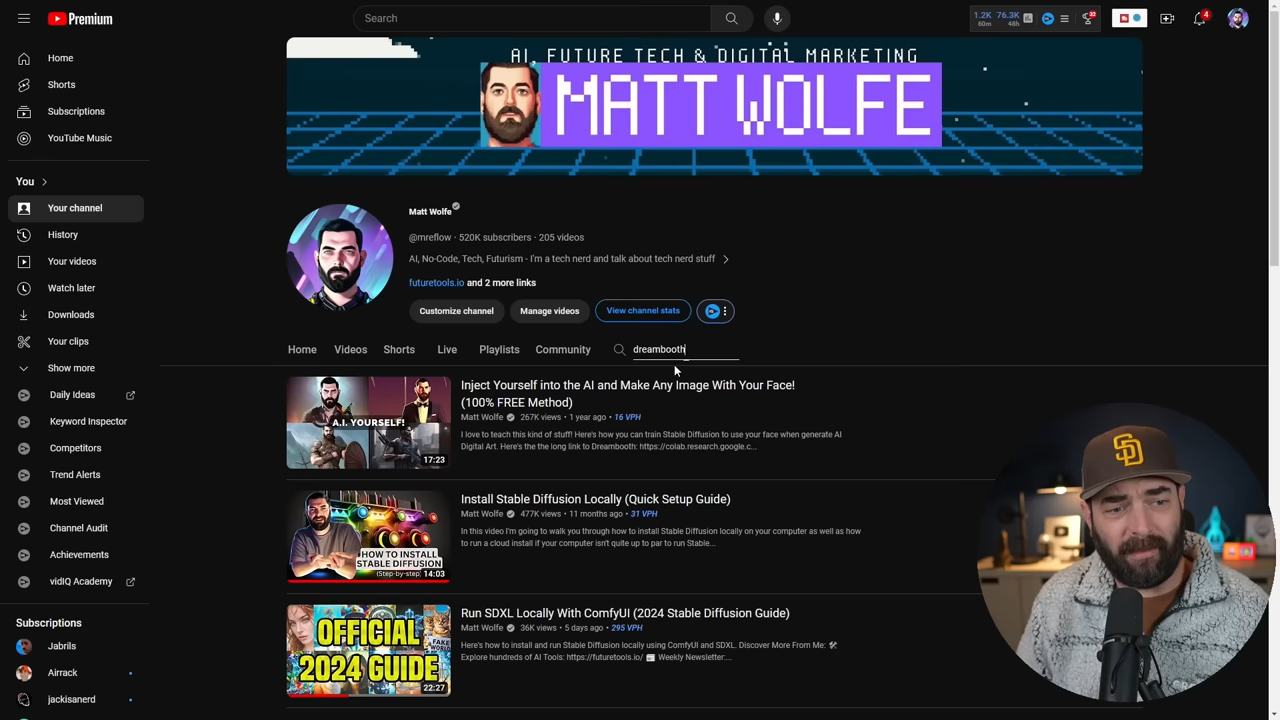 Premium
Search
1.2K 76.3K
60m 48h
32
4
Home
Shorts
Subscriptions
YouTube Music
You
Your channel
History
Your videos
Watch later
Downloads
Your clips
Show more
Daily Ideas
Keyword Inspector
Competitors
Trend Alerts
Most Viewed
Channel Audit
Achievements
vidIQ Academy
Subscriptions
Jabrils
Airrack
jackisanerd
AI, FUTURE TECH & DIGITAL MARKETING
MATT WOLFE
Matt Wolfe
@mreflow · 520K subscribers · 205 videos
AI, No-Code, Tech, Futurism - I'm a tech nerd and talk about tech nerd stuff
futuretools.io and 2 more links
Customize channel Manage videos View channel stats
Home Videos Shorts Live Playlists Community dreambooth
A.I. YOURSELF!
17:23
Inject Yourself into the AI and Make Any Image With Your Face!
(100% FREE Method)
Matt Wolfe 267K views • 1 year ago • 16 VPH
I love to teach this kind of stuff! Here's how you can train Stable Diffusion to use your face when generate AI
Digital Art. Here's the the long link to Dreambooth: https://colab.research.google.c...
HOW TO INSTALL
STABLE DIFFUSION
(Step-by-step)
14:03
Install Stable Diffusion Locally (Quick Setup Guide)
Matt Wolfe 477K views • 11 months ago • 31 VPH
In this video I'm going to walk you through how to install Stable Diffusion locally on your computer as well as how
to run a cloud install if your computer isn't quite up to par to run Stable...
OFFICIAL
2024 GUIDE
22:27
Run SDXL Locally With ComfyUI (2024 Stable Diffusion Guide)
Matt Wolfe 36K views • 5 days ago • 295 VPH
Here's how to install and run Stable Diffusion locally using ComfyUI and SDXL. Discover More From Me: 🛠
Explore hundreds of AI Tools: https://futuretools.io/ 📰 Weekly Newsletter:...
SD